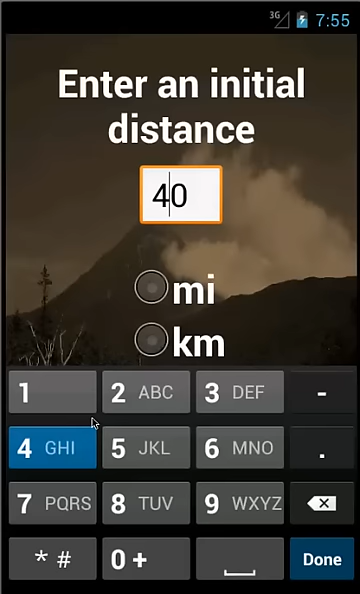 3G 7:55
Enter an initial
distance
40
mi
km
1 2 ABC 3 DEF -
4 GHI 5 JKL 6 MNO .
7 PQRS 8 TUV 9 WXYZ
* # 0 + Done